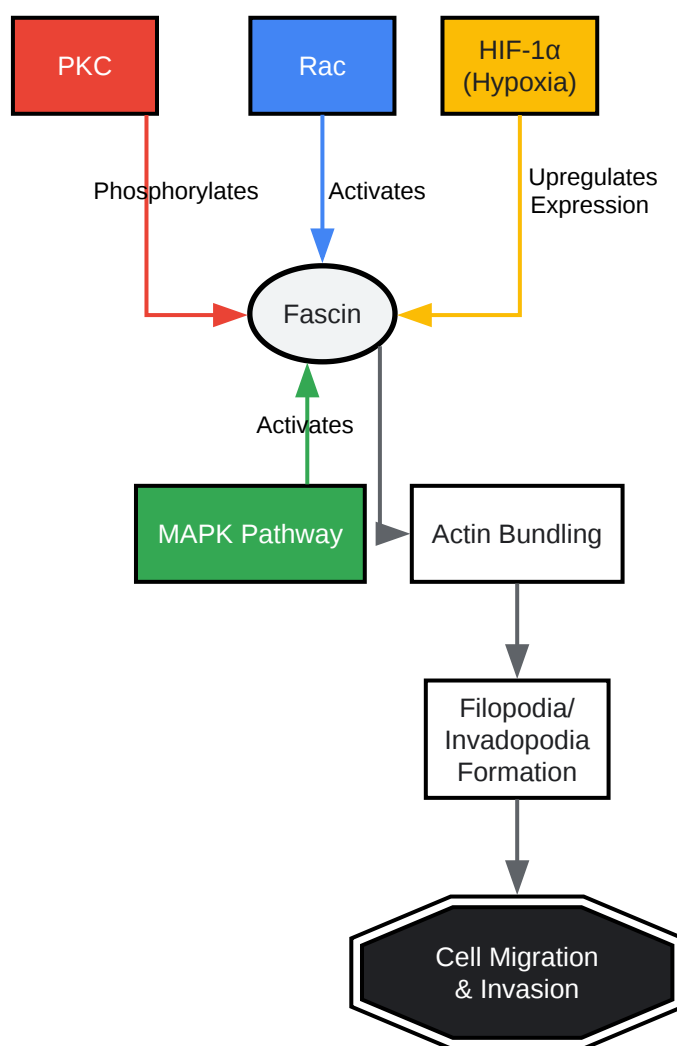 PKC
Rac
HIF-1α
(Hypoxia)
Phosphorylates
Activates
Upregulates
Expression
Fascin
Activates
MAPK Pathway
Actin Bundling
Filopodia/
Invadopodia
Formation
Cell Migration
& Invasion